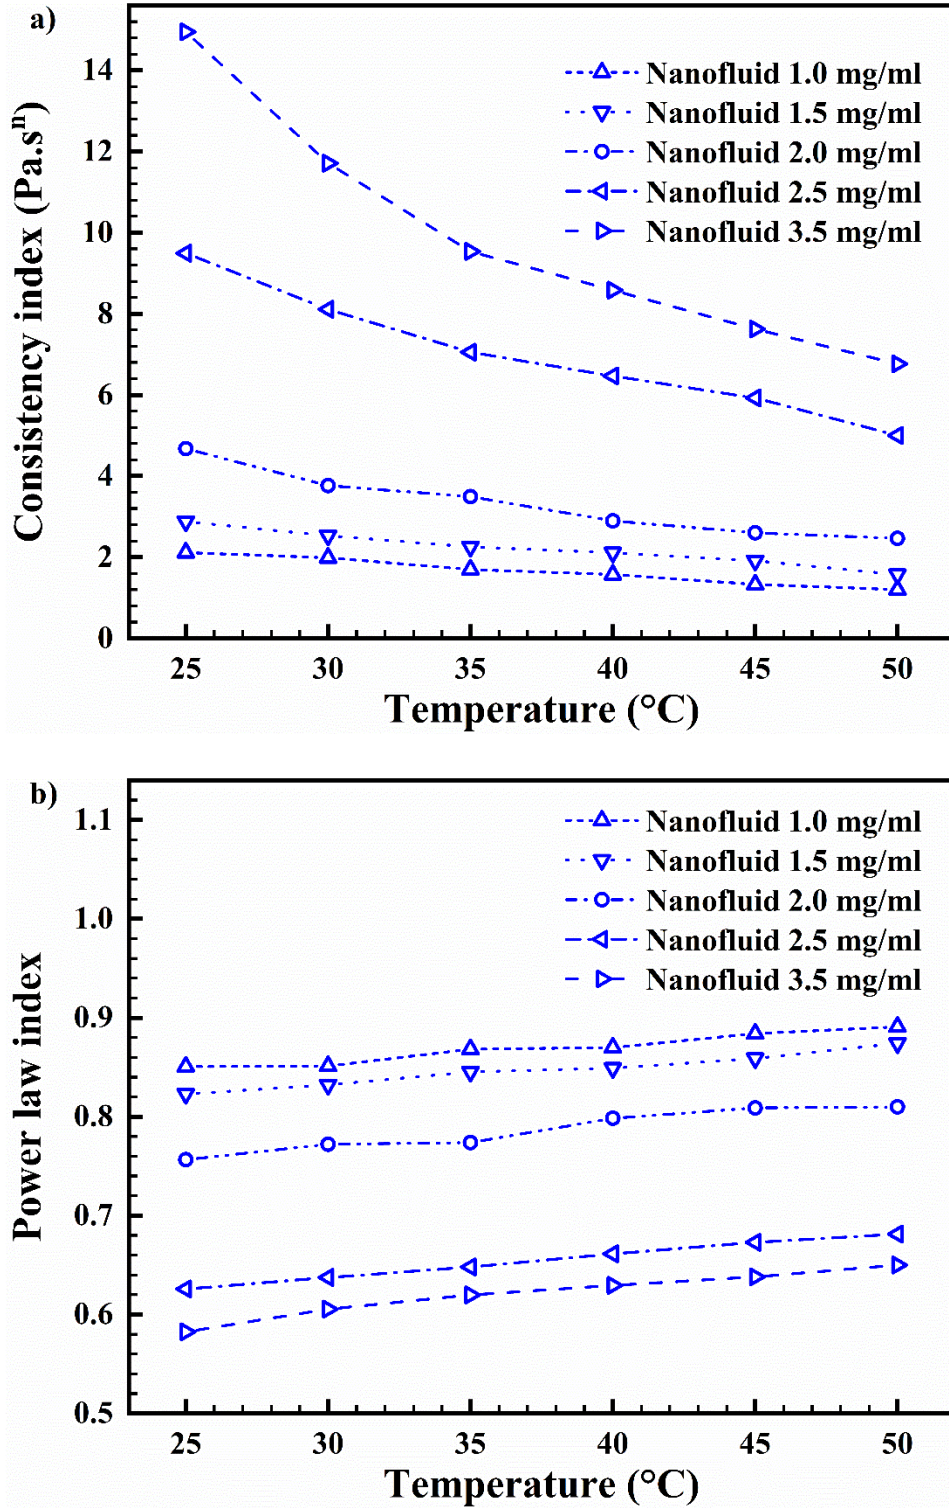 a)
Consistency index (Pa.sⁿ)
14
12
10
8
6
4
2
0
Nanofluid 1.0 mg/ml
Nanofluid 1.5 mg/ml
Nanofluid 2.0 mg/ml
Nanofluid 2.5 mg/ml
Nanofluid 3.5 mg/ml
25 30 35 40 45 50
Temperature (°C)
b)
Power law index
1.1
1.0
0.9
0.8
0.7
0.6
0.5
Nanofluid 1.0 mg/ml
Nanofluid 1.5 mg/ml
Nanofluid 2.0 mg/ml
Nanofluid 2.5 mg/ml
Nanofluid 3.5 mg/ml
25 30 35 40 45 50
Temperature (°C)